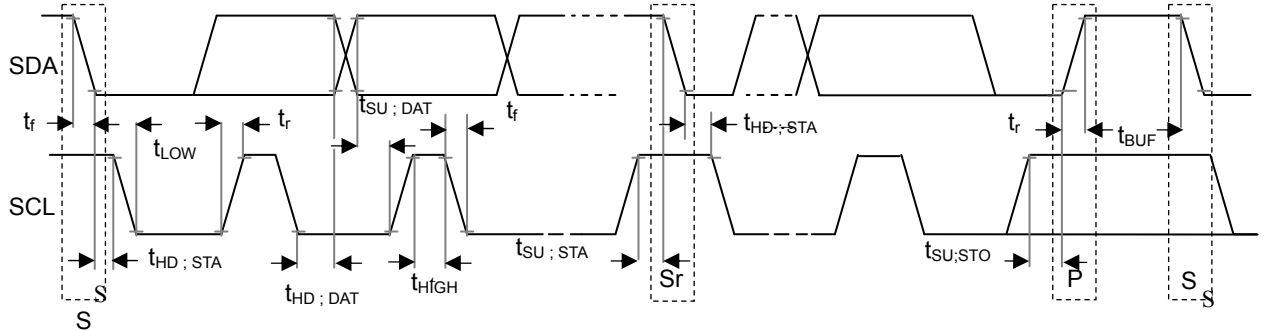 SDA
t_f
t_LOW
t_r
t_SU ; DAT
t_f
t_HD ; STA
t_r
t_BUF
SCL
t_HD ; STA
t_HD ; DAT
t_HIGH
t_SU ; STA
Sr
t_SU;STO
P
S
S
S
S